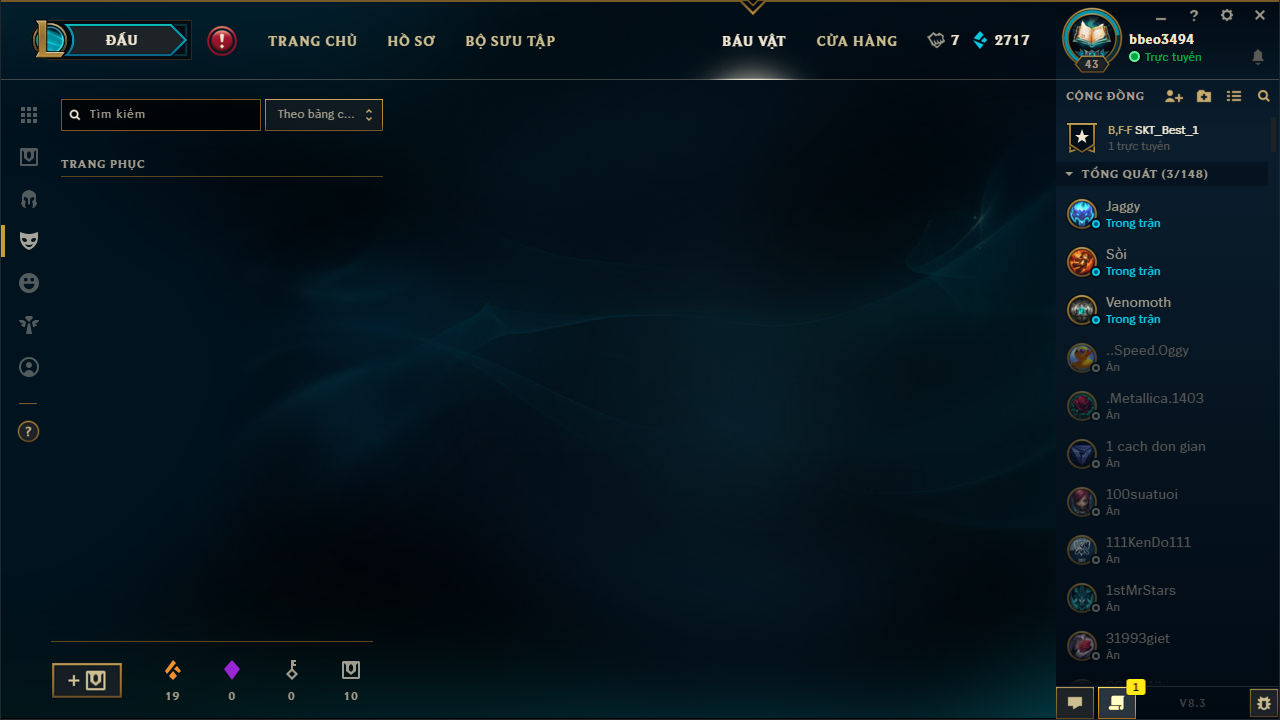 ĐẤU
TRANG CHỦ
HỒ SƠ
BỘ SƯU TẬP
BÁU VẬT
CỬA HÀNG
7
2717
?
43
bbeo3494
Trực tuyến
Tìm kiếm
Theo bảng c...
TRANG PHỤC
?
19
0
0
10
CỘNG ĐỒNG
B,F-F SKT_Best_1
1 trực tuyến
TỔNG QUÁT (3/148)
Jaggy
Trong trận
Sồi
Trong trận
Venomoth
Trong trận
..Speed.Oggy
Ẩn
.Metallica.1403
Ẩn
1 cach don gian
Ẩn
100suatuoi
Ẩn
111KenDo111
Ẩn
1stMrStars
Ẩn
31993giet
Ẩn
1
V8.3